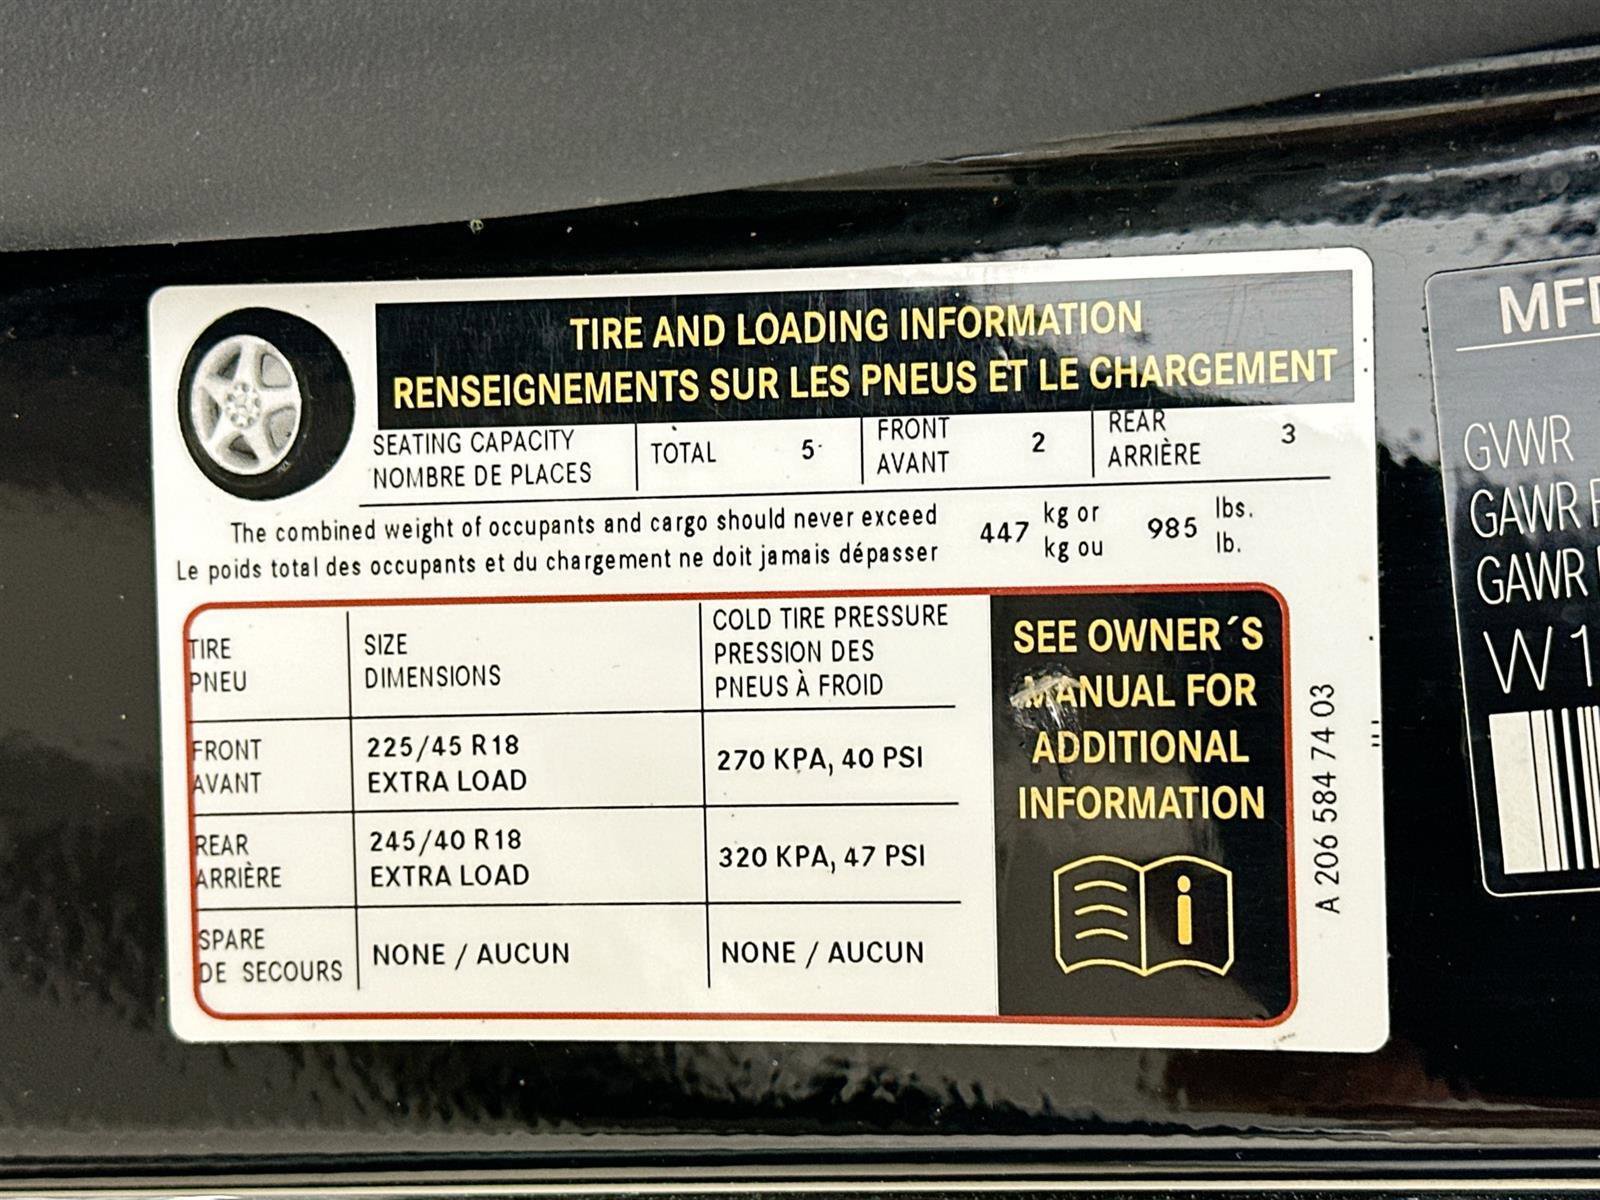 TIRE AND LOADING INFORMATION
RENSEIGNEMENTS SUR LES PNEUS ET LE CHARGEMENT
SEATING CAPACITY
NOMBRE DE PLACES
TOTAL 5
FRONT
AVANT
2
REAR
ARRIÈRE
3
The combined weight of occupants and cargo should never exceed
Le poids total des occupants et du chargement ne doit jamais dépasser
447
kg or
kg ou
985
lbs.
lb.
TIRE
PNEU
SIZE
DIMENSIONS
COLD TIRE PRESSURE
PRESSION DES
PNEUS À FROID
FRONT
AVANT
225/45 R18
EXTRA LOAD
270 KPA, 40 PSI
REAR
ARRIÈRE
245/40 R18
EXTRA LOAD
320 KPA, 47 PSI
SPARE
DE SECOURS
NONE / AUCUN
NONE / AUCUN
SEE OWNER´S
MANUAL FOR
ADDITIONAL
INFORMATION
A 206 584 74 03
GVWR
GAWR
GAWR
W1